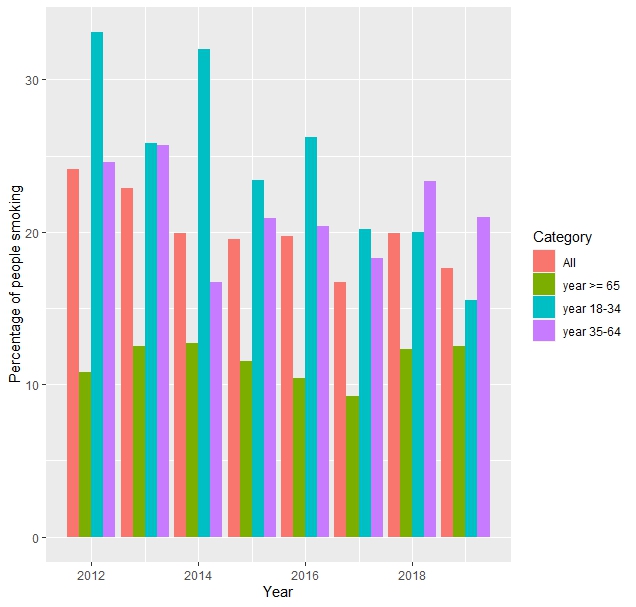 Percentage of people smoking
30
20
10
0
2012 2014 2016 2018
Year
Category
All
year >= 65
year 18-34
year 35-64